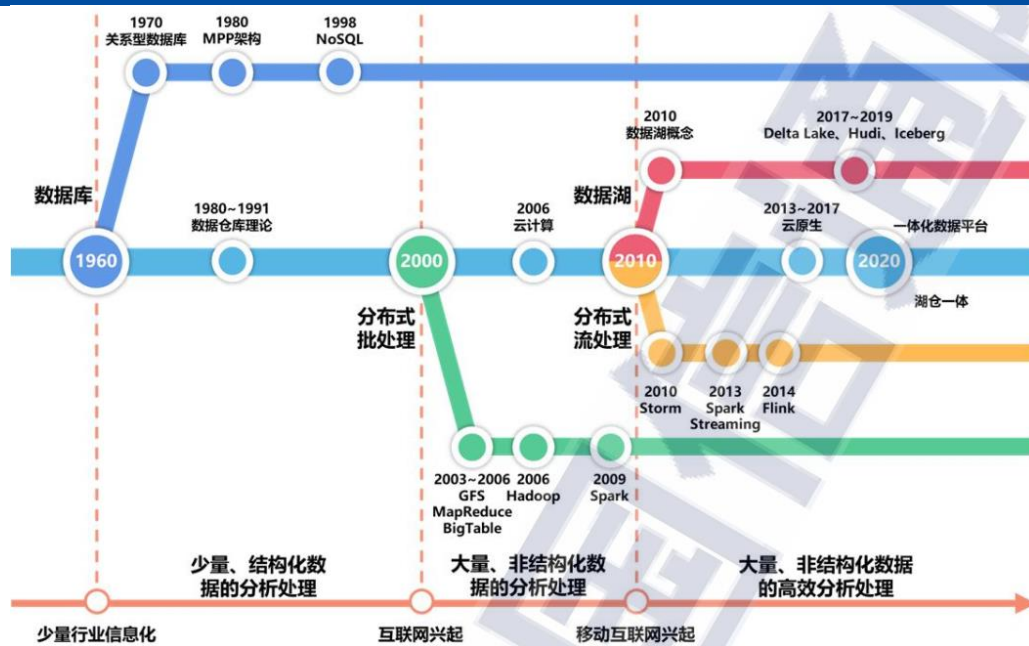 1970
关系型数据库
1980
MPP架构
1998
NoSQL
2010
数据湖概念
2017~2019
Delta Lake、Hudi、Iceberg
数据库
1980~1991
数据仓库理论
2006
云计算
数据湖
2013~2017
云原生
一体化数据平台
1960
2000
2010
2020
湖仓一体
分布式
批处理
分布式
流处理
2010
Storm
2013
Spark
Streaming
2014
Flink
2003~2006
GFS
MapReduce
BigTable
2006
Hadoop
2009
Spark
少量、结构化数
据的分析处理
大量、非结构化数
据的分析处理
大量、非结构化数据
的高效分析处理
少量行业信息化
互联网兴起
移动互联网兴起